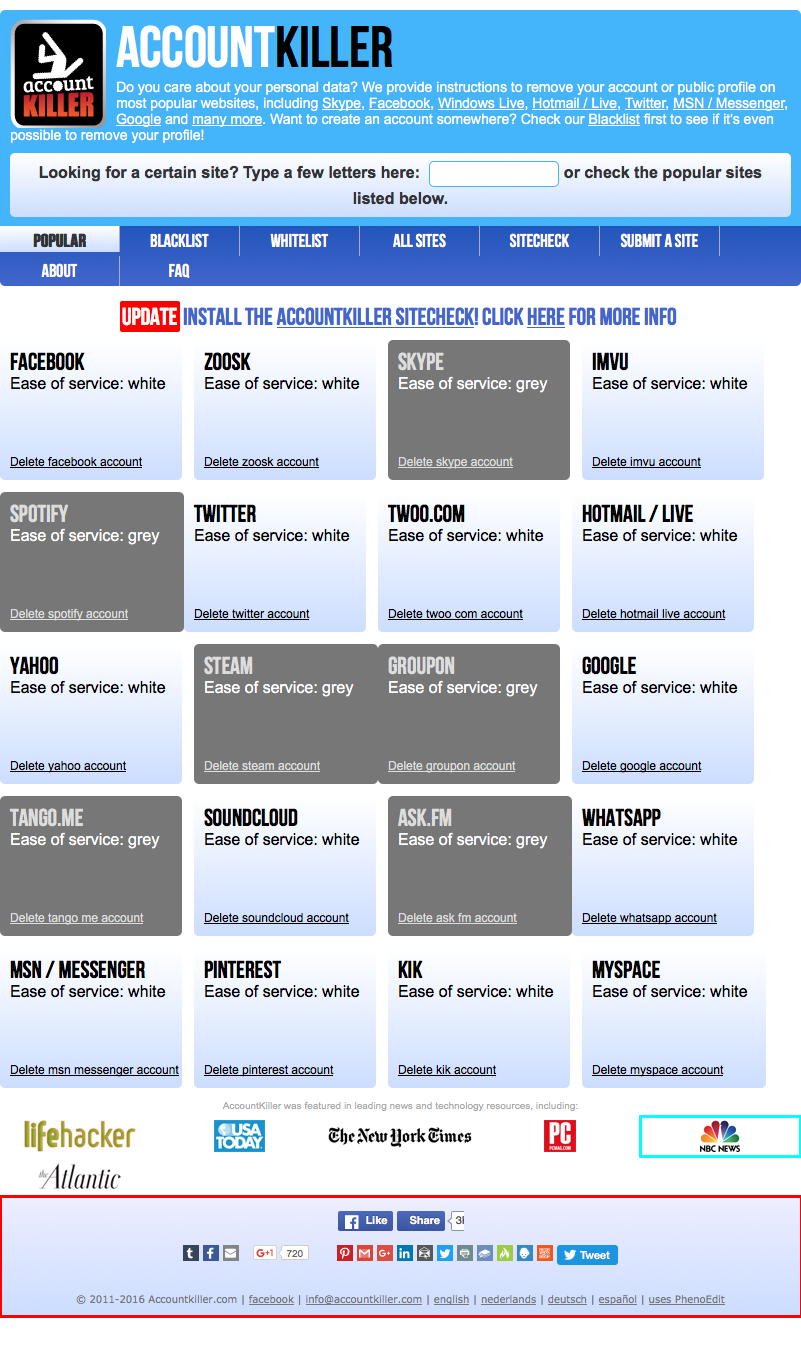 account
KILLER
ACCOUNTKILLER
Do you care about your personal data? We provide instructions to remove your account or public profile on
most popular websites, including Skype, Facebook, Windows Live, Hotmail / Live, Twitter, MSN / Messenger,
Google and many more. Want to create an account somewhere? Check our Blacklist first to see if it's even
possible to remove your profile!
Looking for a certain site? Type a few letters here: or check the popular sites
listed below.
POPULAR BLACKLIST WHITELIST ALL SITES SITECHECK SUBMIT A SITE
ABOUT FAQ
UPDATE INSTALL THE ACCOUNTKILLER SITECHECK! CLICK HERE FOR MORE INFO
FACEBOOK ZOOSK SKYPE IMVU
Ease of service: white Ease of service: white Ease of service: grey Ease of service: white
Delete facebook account Delete zoosk account Delete skype account Delete imvu account
SPOTIFY TWITTER TWOO.COM HOTMAIL / LIVE
Ease of service: grey Ease of service: white Ease of service: white Ease of service: white
Delete spotify account Delete twitter account Delete twoo com account Delete hotmail live account
YAHOO STEAM GROUPON GOOGLE
Ease of service: white Ease of service: grey Ease of service: grey Ease of service: white
Delete yahoo account Delete steam account Delete groupon account Delete google account
TANGO.ME SOUNDCLOUD ASK.FM WHATSAPP
Ease of service: grey Ease of service: white Ease of service: grey Ease of service: white
Delete tango me account Delete soundcloud account Delete ask fm account Delete whatsapp account
MSN / MESSENGER PINTEREST KIK MYSPACE
Ease of service: white Ease of service: white Ease of service: white Ease of service: white
Delete msn messenger account Delete pinterest account Delete kik account Delete myspace account
AccountKiller was featured in leading news and technology resources, including:
lifehacker USA TODAY The New York Times PC PCMAG.COM NBC NEWS
the Atlantic
Like Share
G+1 720 Tweet
© 2011-2016 Accountkiller.com | facebook | info@accountkiller.com | english | nederlands | deutsch | español | uses PhenoEdit